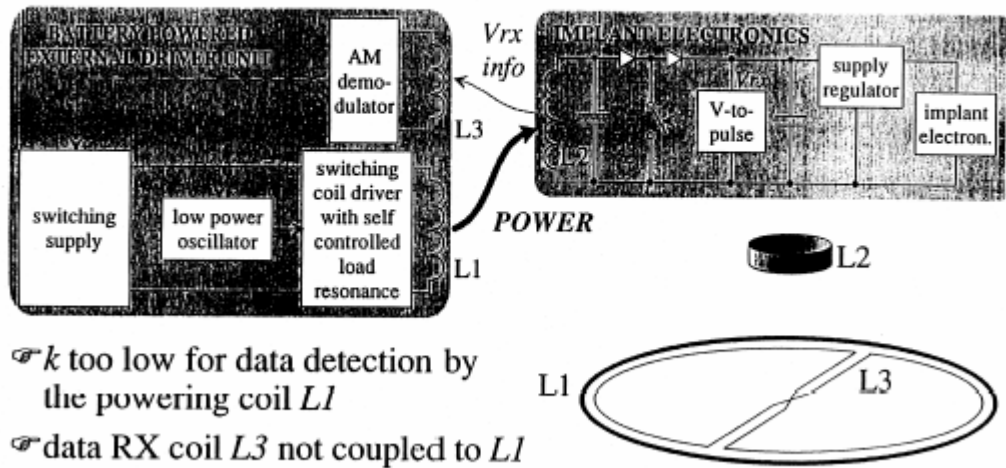 BATTERY POWERED
EXTERNAL DRIVER UNIT
AM
demo-
dulator
L3
switching
supply
low power
oscillator
switching
coil driver
with self
controlled
load
resonance
L1
Vrx
info
POWER
IMPLANT ELECTRONICS
L2
Vrx
V-to-
pulse
supply
regulator
implant
electron.
L2
L1
L3
☞ k too low for data detection by
the powering coil L1
☞ data RX coil L3 not coupled to L1